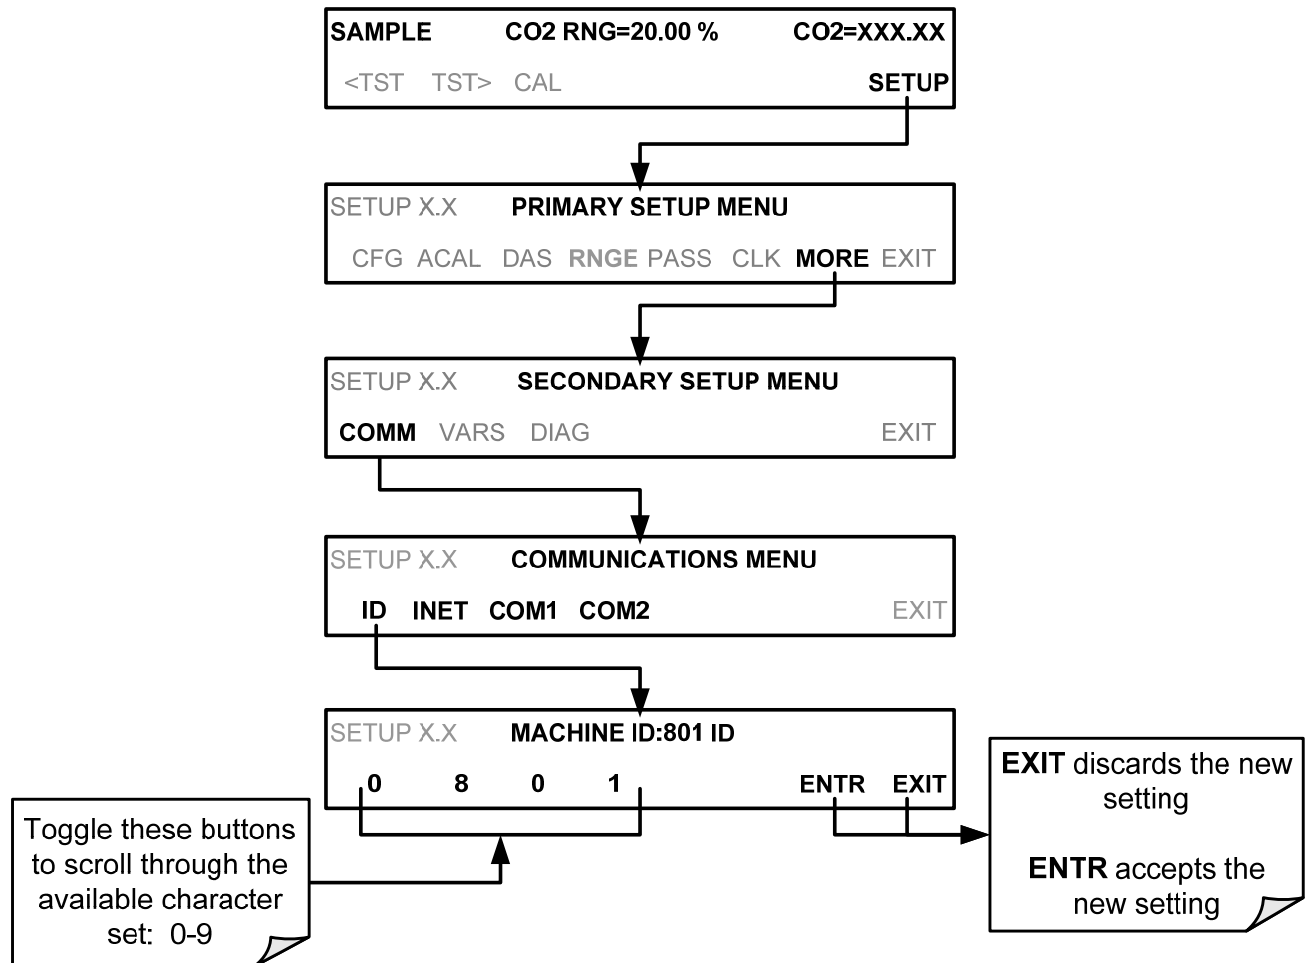 SAMPLE CO2 RNG=20.00 % CO2=XXX.XX
<TST TST> CAL SETUP
SETUP X.X PRIMARY SETUP MENU
CFG ACAL DAS RNGE PASS CLK MORE EXIT
SETUP X.X SECONDARY SETUP MENU
COMM VARS DIAG EXIT
SETUP X.X COMMUNICATIONS MENU
ID INET COM1 COM2 EXIT
SETUP X.X MACHINE ID:801 ID
0 8 0 1 ENTR EXIT
Toggle these buttons
to scroll through the
available character
set: 0-9
EXIT discards the new
setting
ENTR accepts the
new setting